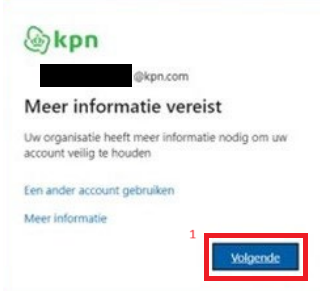 kpn
@kpn.com
Meer informatie vereist
Uw organisatie heeft meer informatie nodig om uw
account veilig te houden
Een ander account gebruiken
Meer informatie
1
Volgende